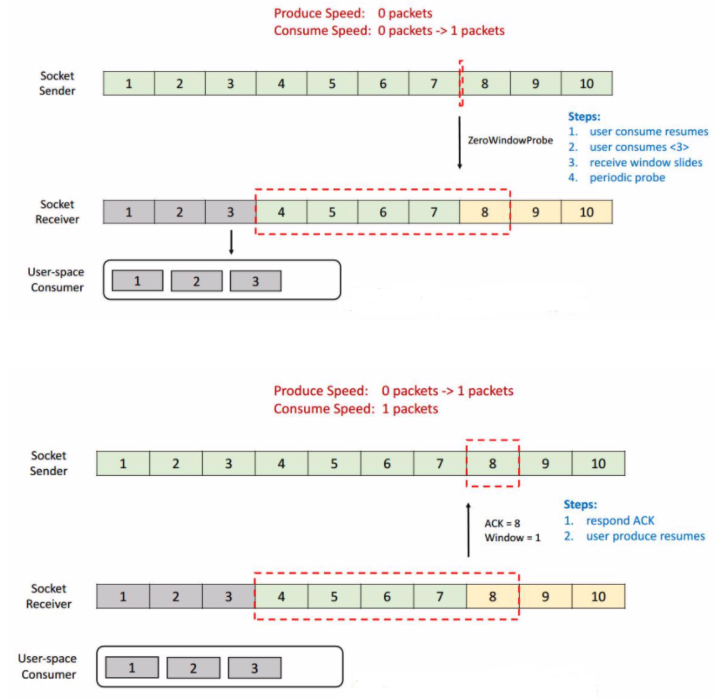 Produce Speed: 0 packets
Consume Speed: 0 packets -> 1 packets
Socket
Sender
1 2 3 4 5 6 7 8 9 10
ZeroWindowProbe
Steps:
1. user consume resumes
2. user consumes <3>
3. receive window slides
4. periodic probe
Socket
Receiver
1 2 3 4 5 6 7 8 9 10
User-space
Consumer
1 2 3
Produce Speed: 0 packets -> 1 packets
Consume Speed: 1 packets
Socket
Sender
1 2 3 4 5 6 7 8 9 10
ACK = 8
Window = 1
Steps:
1. respond ACK
2. user produce resumes
Socket
Receiver
1 2 3 4 5 6 7 8 9 10
User-space
Consumer
1 2 3